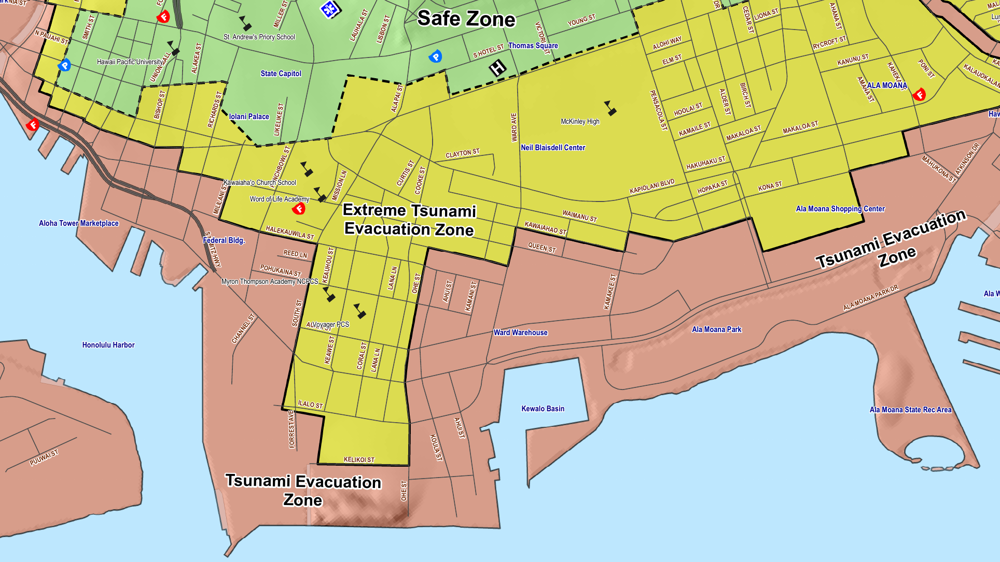 SMITH ST
N PAUAHI ST
MILLER ST
LAUHALA ST
LISBON ST
Safe Zone
VICTORIA ST
YOUNG ST
CEDAR ST
LIONA ST
AHANA ST
DR
F
St. Andrew's Priory School
Thomas Square
S HOTEL ST
ALOHI WAY
ELM ST
RYCROFT ST
KANUNU ST
KAHEKA ST
PONI ST
KALAUOKALANI
Hawaii Pacific University
UNION MALL
ALAKEA ST
P
P
H
State Capitol
AMANA ST
ALA MOANA
F
BISHOP ST
RICHARDS ST
Iolani Palace
LIKELIKE ST
ALAPAI ST
WARD AVE
McKinley High
PENSACOLA ST
HOOLAI ST
ALDER ST
BIRCH ST
KAMAILE ST
MAKALOA ST
MAKALOA ST
F
Neil Blaisdell Center
CLAYTON ST
PUNCHBOWL ST
CURTIS ST
COOKE ST
MISSION LN
HAKUHAKU ST
MAHUKONA ST
ATKINSON DR
Kawaiaha'o Church School
Word of Life Academy
F
MILILANI ST
KAPIOLANI BLVD
HOPAKA ST
KONA ST
Extreme Tsunami
Evacuation Zone
WAIMANU ST
KAWAIAHAO ST
Ala Moana Shopping Center
Aloha Tower Marketplace
Federal Bldg.
HALEKAUWILA ST
QUEEN ST
Tsunami Evacuation
Zone
S NIMITZ HWY
REED LN
POHUKAINA ST
KEAUHOU ST
LANA LN
OHE ST
AHUI ST
KAMANI ST
KAMAKEE ST
Myron Thompson Academy NCPCS
ALA MOANA PARK DR
Ala W
SOUTH ST
Voyager PCS
CHANNEL ST
Ward Warehouse
Ala Moana Park
Honolulu Harbor
KEAWE ST
CORAL ST
LANA LN
ILALO ST
Kewalo Basin
Ala Moana State Rec Area
FORREST AVE
KOULA ST
AHUI ST
PUUWAI ST
KELIKOI ST
Tsunami Evacuation
Zone
OHE ST